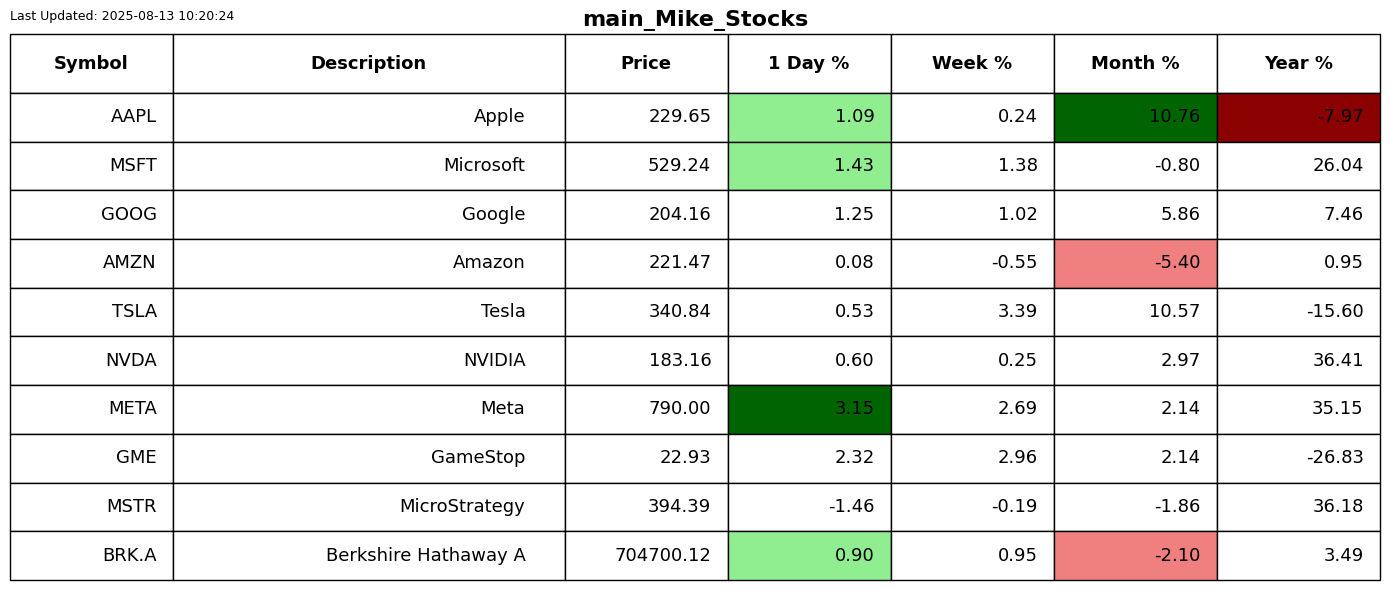 Last Updated: 2025-08-13 10:20:24
main_Mike_Stocks
Symbol Description Price 1 Day % Week % Month % Year %
AAPL Apple 229.65 1.09 0.24 10.76 -7.97
MSFT Microsoft 529.24 1.43 1.38 -0.80 26.04
GOOG Google 204.16 1.25 1.02 5.86 7.46
AMZN Amazon 221.47 0.08 -0.55 -5.40 0.95
TSLA Tesla 340.84 0.53 3.39 10.57 -15.60
NVDA NVIDIA 183.16 0.60 0.25 2.97 36.41
META Meta 790.00 3.15 2.69 2.14 35.15
GME GameStop 22.93 2.32 2.96 2.14 -26.83
MSTR MicroStrategy 394.39 -1.46 -0.19 -1.86 36.18
BRK.A Berkshire Hathaway A 704700.12 0.90 0.95 -2.10 3.49